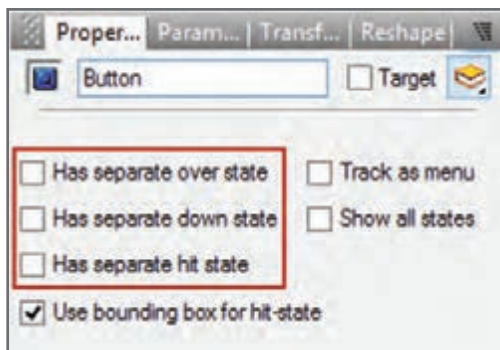 Proper... Param... Transf... Reshape
Button Target
Has separate over state Track as menu
Has separate down state Show all states
Has separate hit state
Use bounding box for hit-state